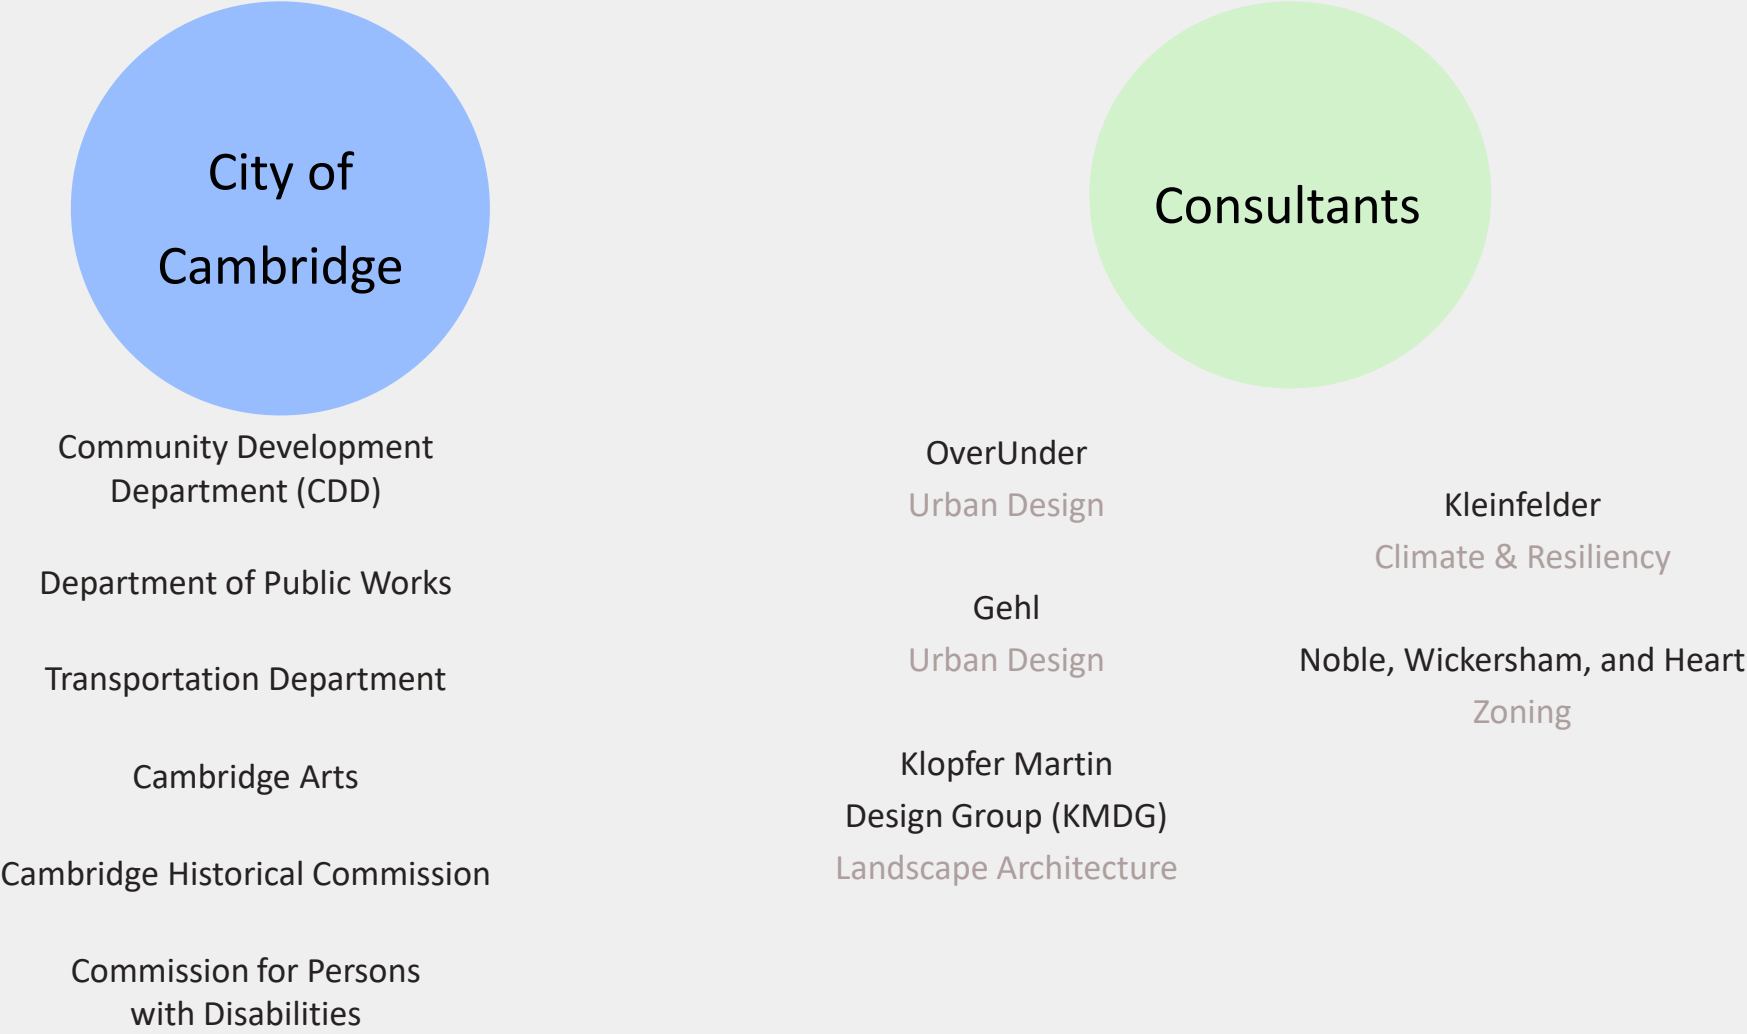 City of
Cambridge
Community Development
Department (CDD)
Department of Public Works
Transportation Department
Cambridge Arts
Cambridge Historical Commission
Commission for Persons
with Disabilities
Consultants
OverUnder
Urban Design
Gehl
Urban Design
Klopfer Martin
Design Group (KMDG)
Landscape Architecture
Kleinfelder
Climate & Resiliency
Noble, Wickersham, and Heart
Zoning